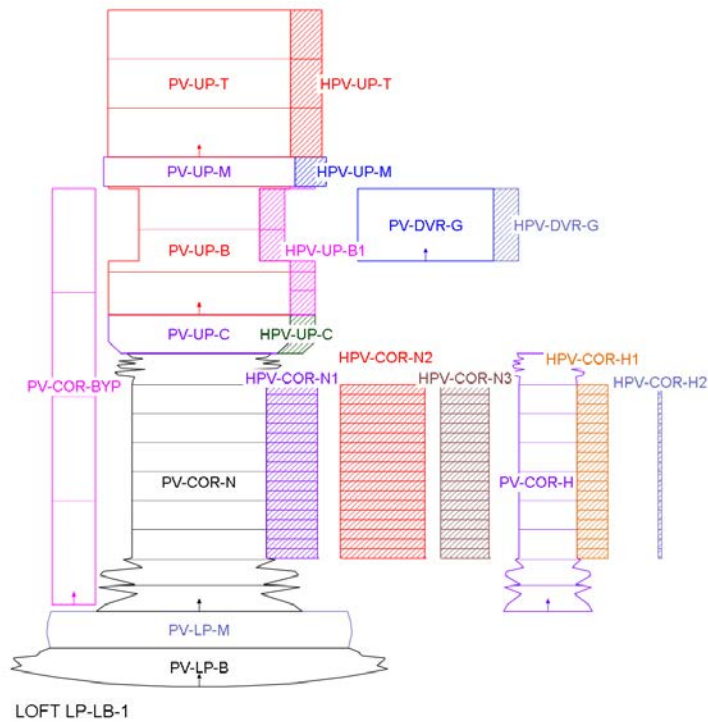 PV-UP-T
HPV-UP-T
PV-UP-M
HPV-UP-M
PV-UP-B
HPV-UP-B1
PV-DVR-G
HPV-DVR-G
PV-UP-C
HPV-UP-C
HPV-COR-N2
HPV-COR-H1
PV-COR-BYP
HPV-COR-N1
HPV-COR-N3
HPV-COR-H2
PV-COR-N
PV-COR-H
PV-LP-M
PV-LP-B
LOFT LP-LB-1